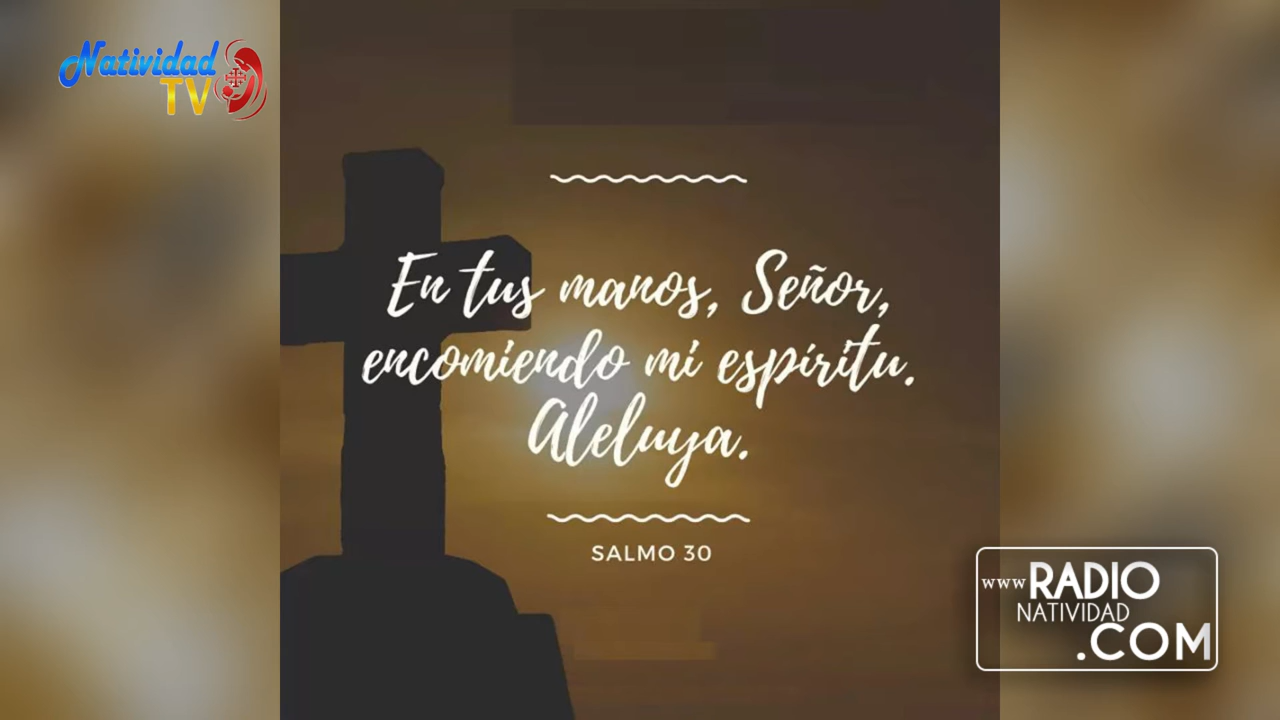 Natividad
TV
En tus manos, Señor,
encomiendo mi espíritu.
Aleluya.
SALMO 30
www RADIO
NATIVIDAD
.COM